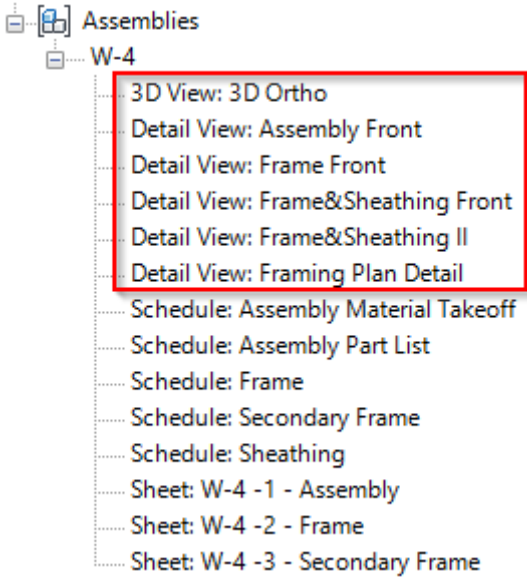 Assemblies
W-4
3D View: 3D Ortho
Detail View: Assembly Front
Detail View: Frame Front
Detail View: Frame&Sheathing Front
Detail View: Frame&Sheathing II
Detail View: Framing Plan Detail
Schedule: Assembly Material Takeoff
Schedule: Assembly Part List
Schedule: Frame
Schedule: Secondary Frame
Schedule: Sheathing
Sheet: W-4 -1 - Assembly
Sheet: W-4 -2 - Frame
Sheet: W-4 -3 - Secondary Frame